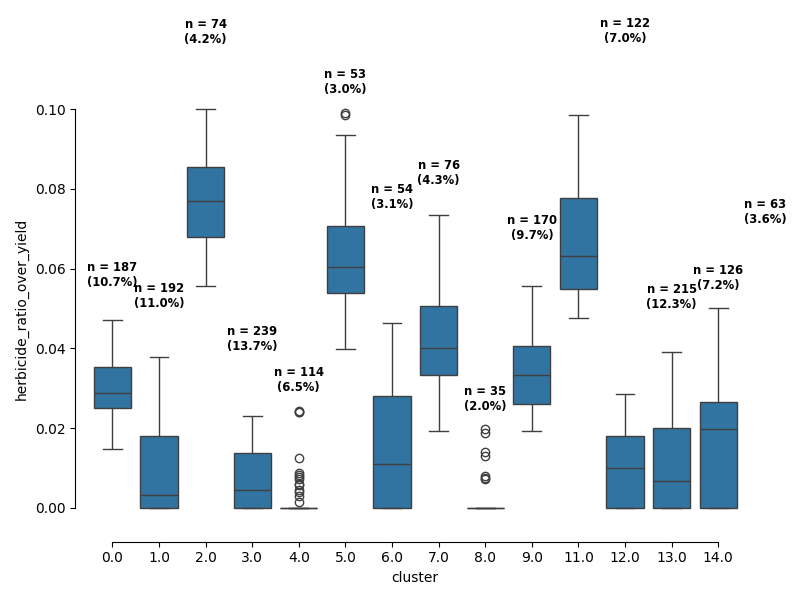 n = 74
(4.2%)
n = 122
(7.0%)
n = 53
(3.0%)
n = 76
(4.3%)
n = 54
(3.1%)
n = 63
(3.6%)
n = 170
(9.7%)
n = 187
(10.7%)
n = 192
(11.0%)
n = 126
(7.2%)
n = 215
(12.3%)
n = 239
(13.7%)
n = 114
(6.5%)
n = 35
(2.0%)
herbicide_ratio_over_yield
0.10
0.08
0.06
0.04
0.02
0.00
0.0 1.0 2.0 3.0 4.0 5.0 6.0 7.0 8.0 9.0 11.0 12.0 13.0 14.0
cluster